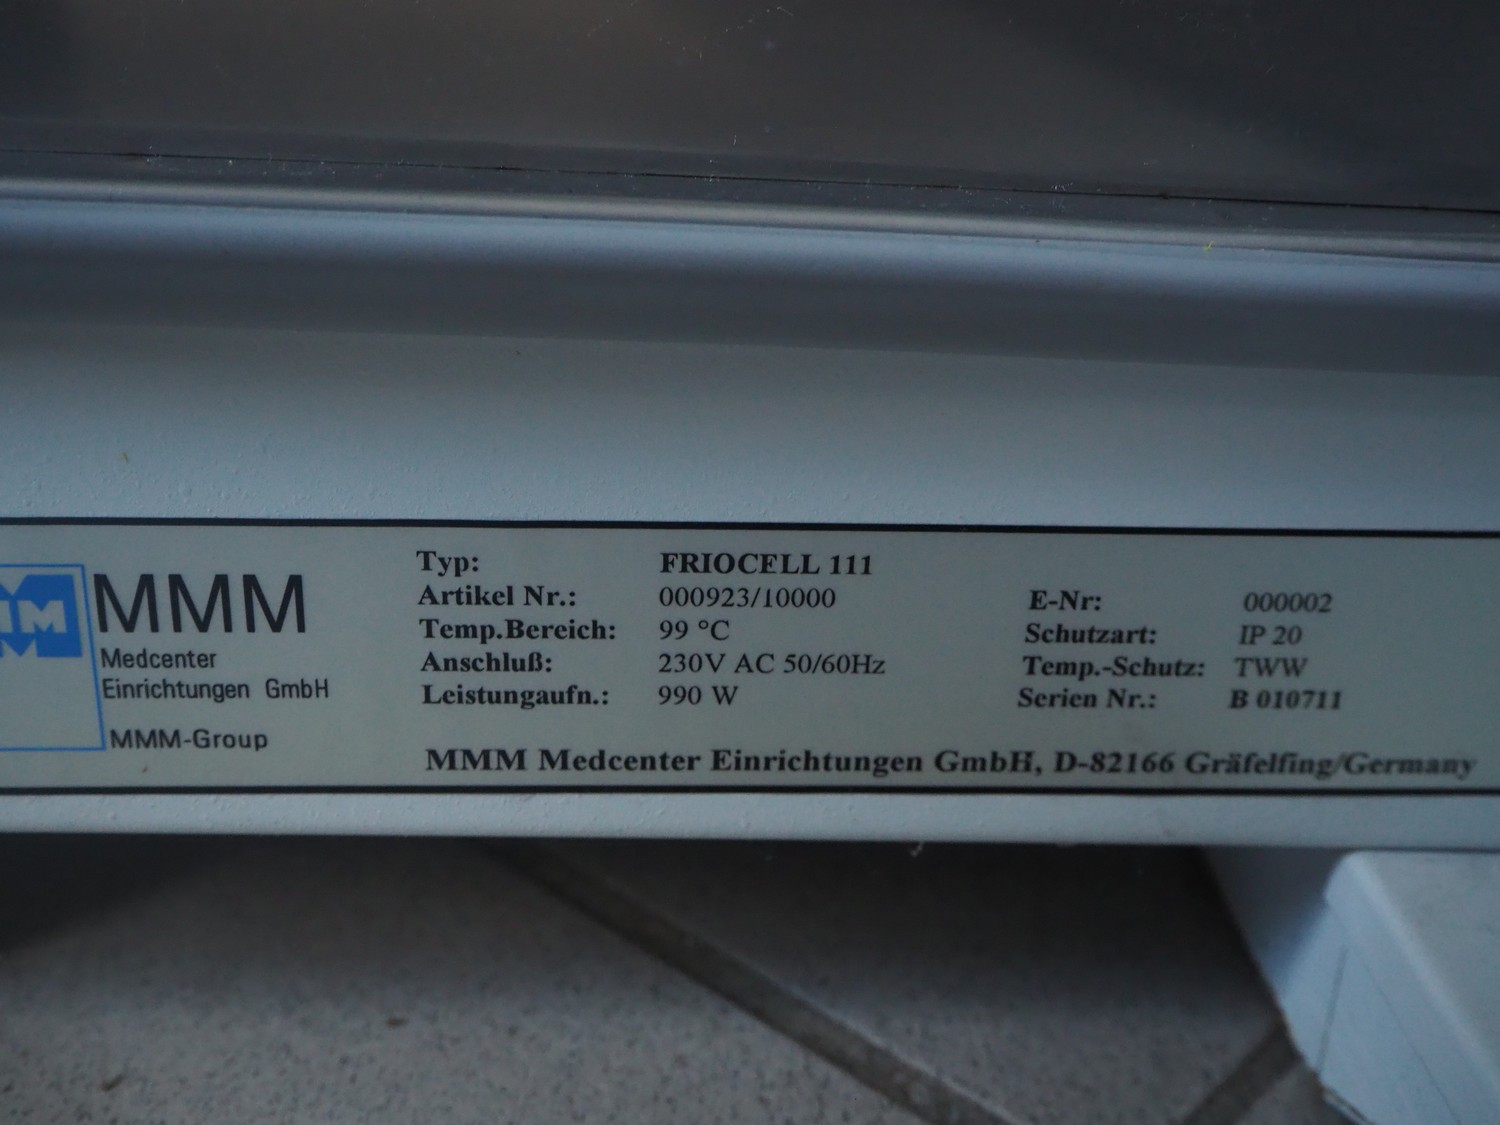 MMM
Medcenter
Einrichtungen GmbH
MMM-Group
Typ: FRIOCELL 111
Artikel Nr.: 000923/10000 E-Nr: 000002
Temp.Bereich: 99 °C Schutzart: IP 20
Anschluß: 230V AC 50/60Hz Temp.-Schutz: TWW
Leistungaufn.: 990 W Serien Nr.: B 010711
MMM Medcenter Einrichtungen GmbH, D-82166 Gräfelfing/Germany